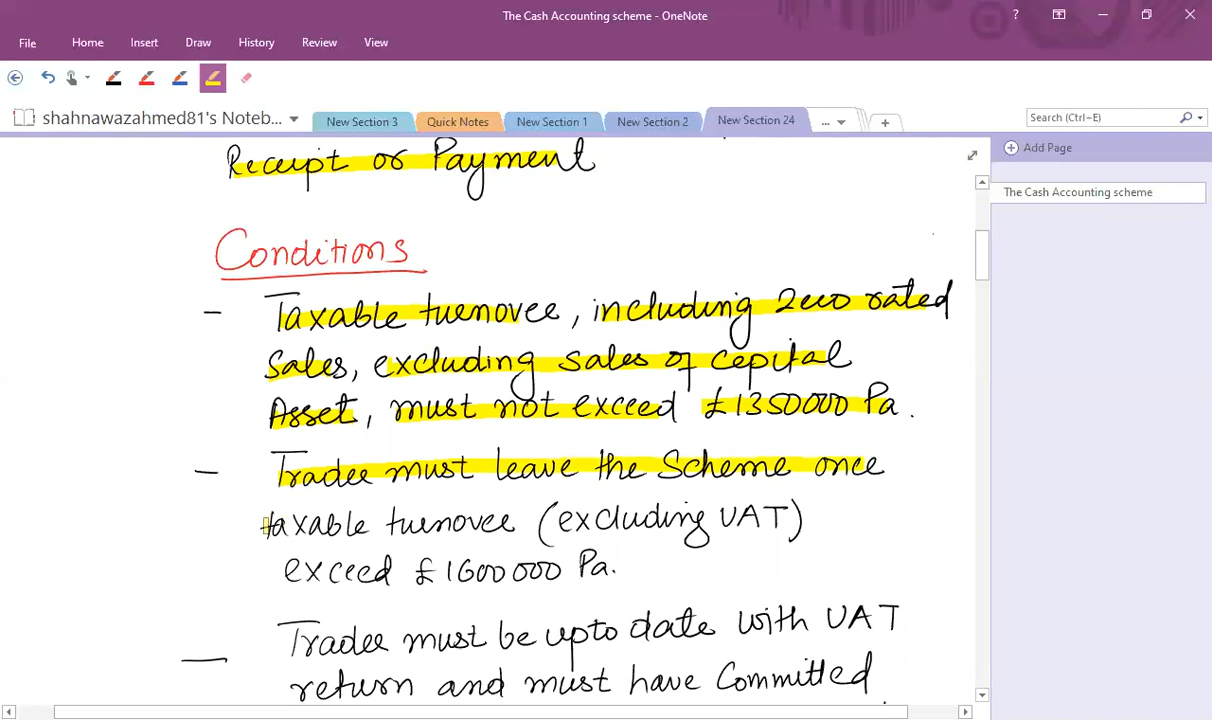 The Cash Accounting scheme - OneNote
?
File Home Insert Draw History Review View
shahnawazahmed81's Noteb...
New Section 3
Quick Notes
New Section 1
New Section 2
New Section 24
...
Search (Ctrl+E)
Add Page
The Cash Accounting scheme
Receipt or Payment
Conditions
- Taxable turnover, including Zero rated
Sales, excluding sales of capital
Asset, must not exceed £1350000 Pa.
- Trader must leave the Scheme once
taxable turnover (excluding VAT)
exceed £1600000 Pa.
- Trader must be upto date with VAT
return and must have Committed